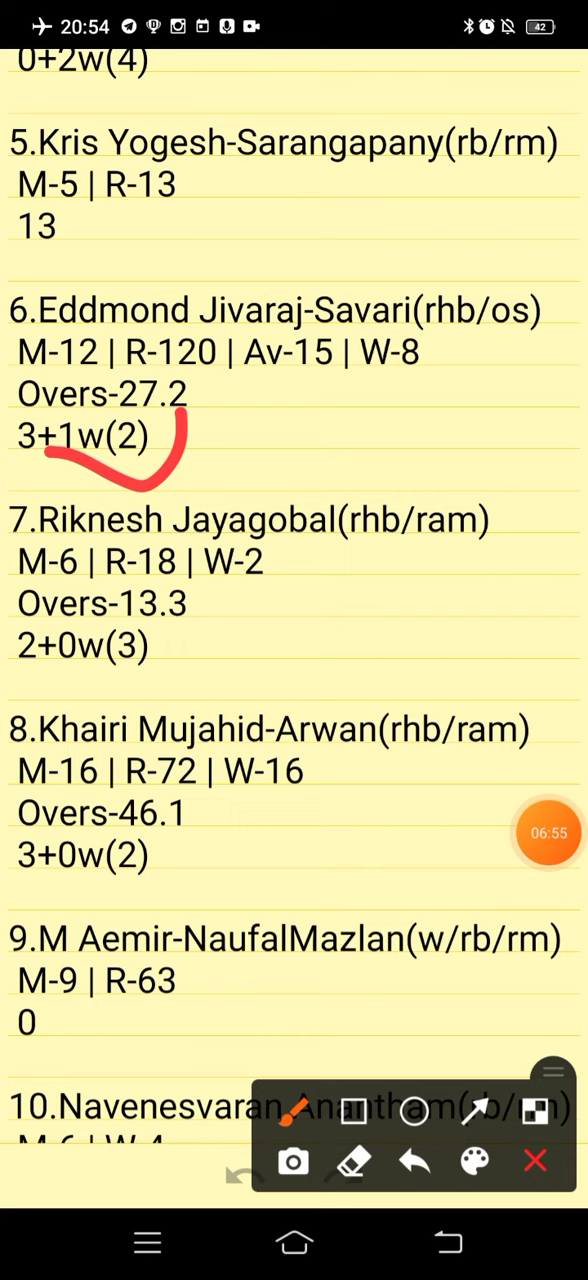 20:54
42
0+2w(4)
5.Kris Yogesh-Sarangapany(rb/rm)
M-5 | R-13
13
6.Eddmond Jivaraj-Savari(rhb/os)
M-12 | R-120 | Av-15 | W-8
Overs-27.2
3+1w(2)
7.Riknesh Jayagobal(rhb/ram)
M-6 | R-18 | W-2
Overs-13.3
2+0w(3)
8.Khairi Mujahid-Arwan(rhb/ram)
M-16 | R-72 | W-16
Overs-46.1
06:55
3+0w(2)
9.M Aemir-NaufalMazlan(w/rb/rm)
M-9 | R-63
0
10.Navenesvaran Anantham